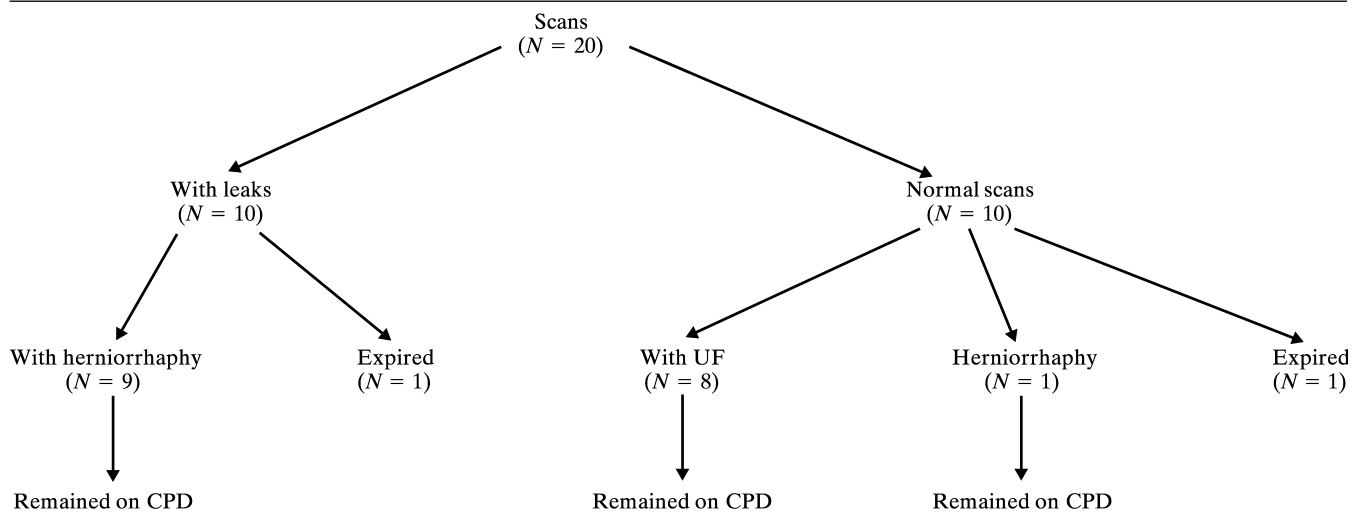 Scans
(N = 20)
With leaks
(N = 10)
Normal scans
(N = 10)
With herniorrhaphy
(N = 9)
Expired
(N = 1)
With UF
(N = 8)
Herniorrhaphy
(N = 1)
Expired
(N = 1)
Remained on CPD
Remained on CPD
Remained on CPD